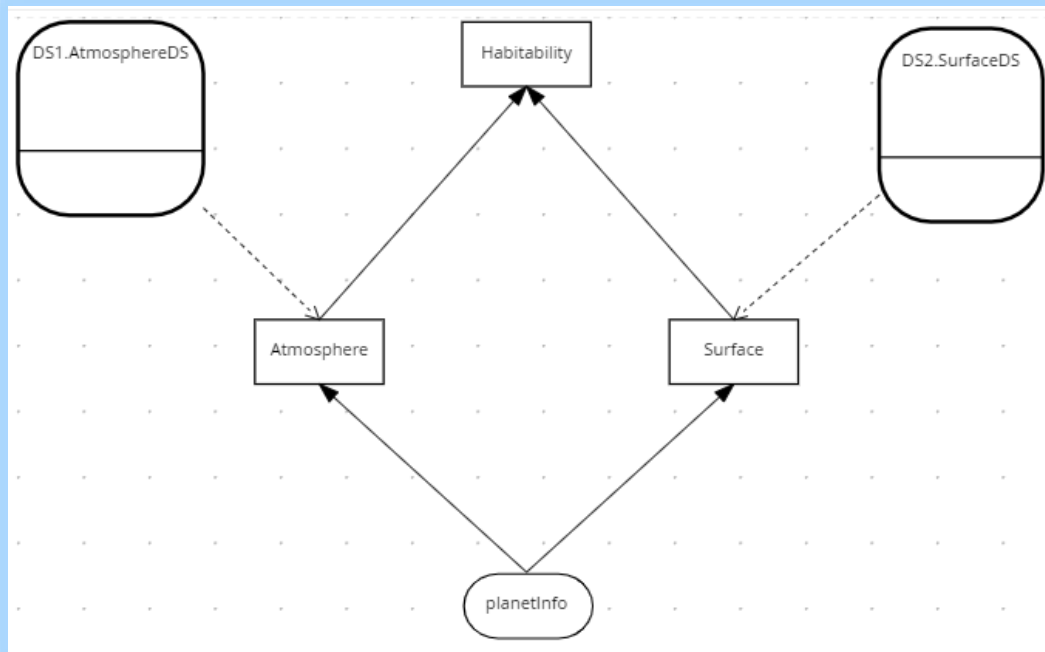 DS1.AtmosphereDS
Habitability
DS2.SurfaceDS
Atmosphere
Surface
planetInfo